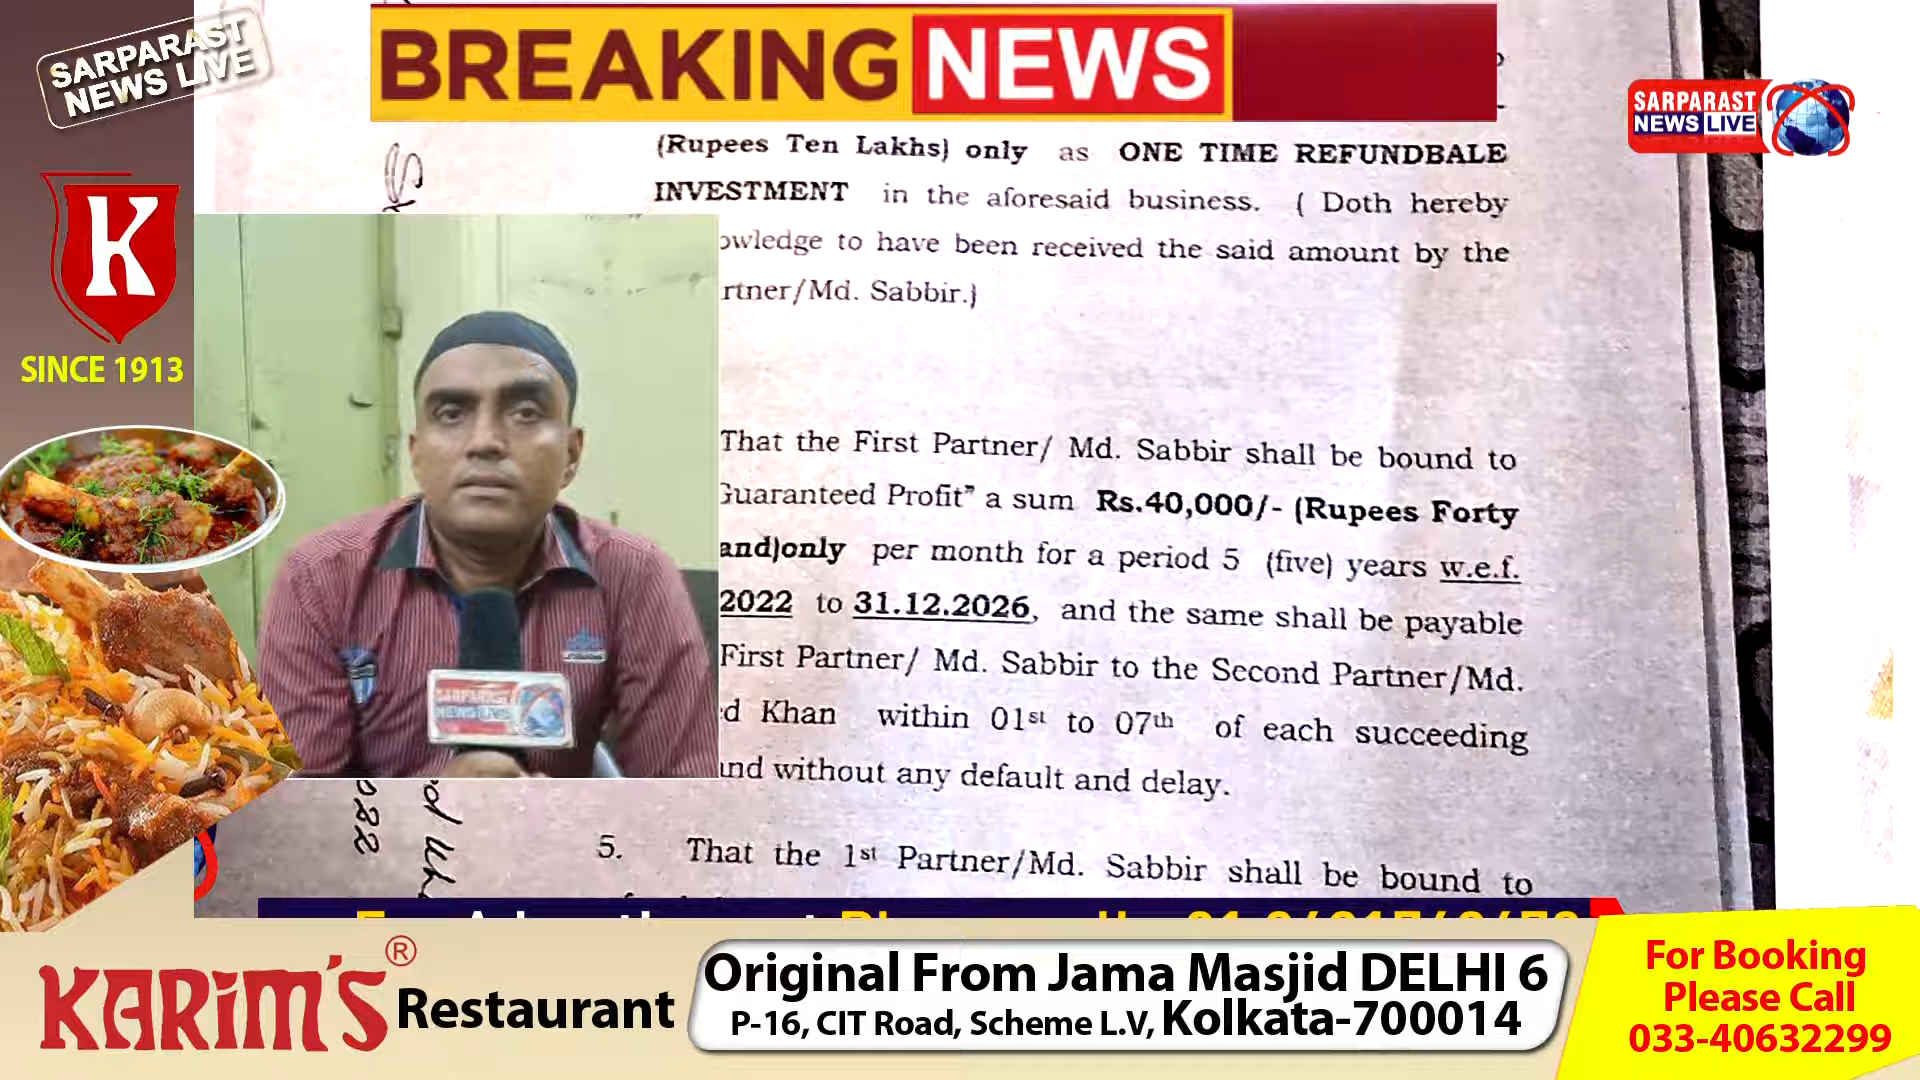 SARPARAST
NEWS LIVE
BREAKING NEWS
SARPARAST
NEWS LIVE
K
SINCE 1913
(Rupees Ten Lakhs) only as ONE TIME REFUNDBALE
INVESTMENT in the aforesaid business. ( Doth hereby
owledge to have been received the said amount by the
rtner/Md. Sabbir.)
That the First Partner/ Md. Sabbir shall be bound to
Guaranteed Profit" a sum Rs.40,000/- (Rupees Forty
and)only per month for a period 5 (five) years w.e.f.
2022 to 31.12.2026, and the same shall be payable
First Partner/ Md. Sabbir to the Second Partner/Md.
d Khan within 01st to 07th of each succeeding
and without any default and delay.
5. That the 1st Partner/Md. Sabbir shall be bound to
SARPARAST
NEWS LIVE
KARIM'S® Restaurant
Original From Jama Masjid DELHI 6
P-16, CIT Road, Scheme L.V, Kolkata-700014
For Booking
Please Call
033-40632299